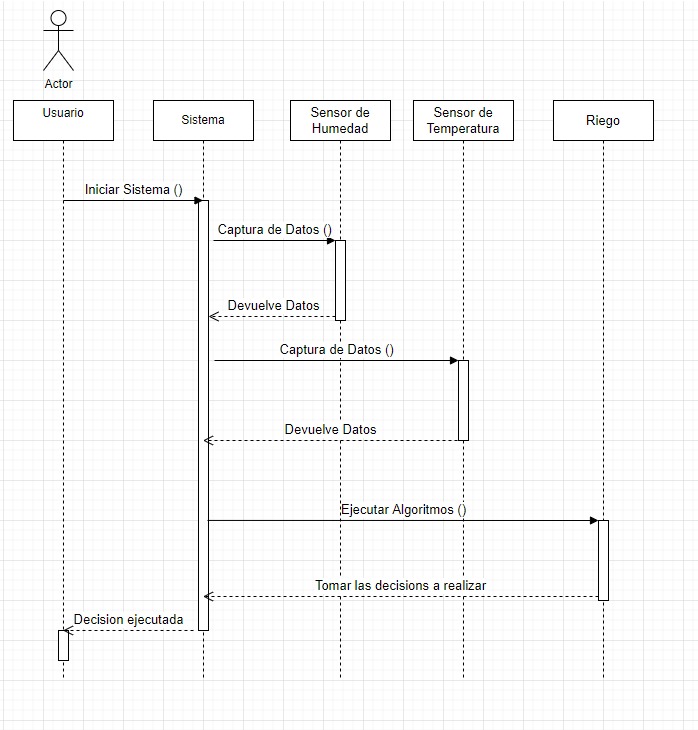 Actor
Usuario
Sistema
Sensor de
Humedad
Sensor de
Temperatura
Riego
Iniciar Sistema ()
Captura de Datos ()
Devuelve Datos
Captura de Datos ()
Devuelve Datos
Ejecutar Algoritmos ()
Tomar las decisions a realizar
Decision ejecutada